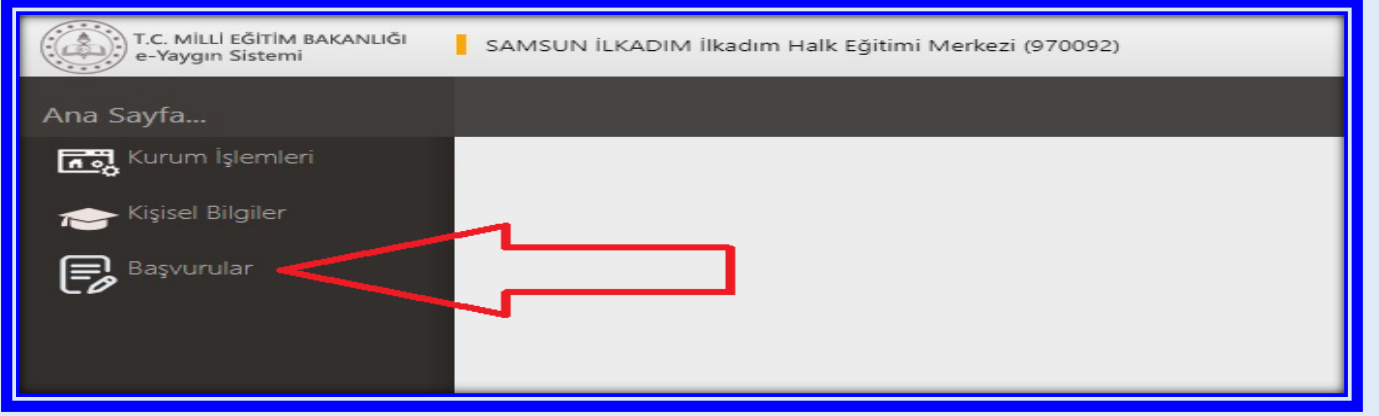 T.C. MİLLİ EĞİTİM BAKANLIĞI
e-Yaygın Sistemi
SAMSUN İLKADIM İlkadım Halk Eğitimi Merkezi (970092)
Ana Sayfa...
Kurum İşlemleri
Kişisel Bilgiler
Başvurular